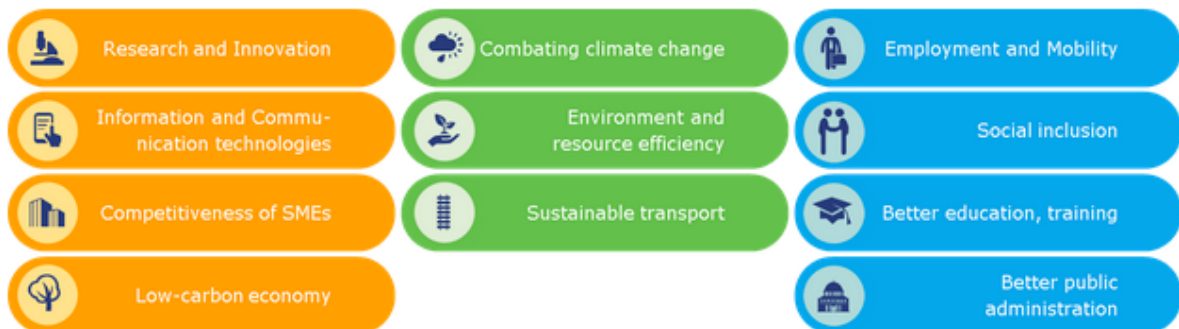 Research and Innovation
Information and Commu-
nication technologies
Competitiveness of SMEs
Low-carbon economy
Combating climate change
Environment and
resource efficiency
Sustainable transport
Employment and Mobility
Social inclusion
Better education, training
Better public
administration